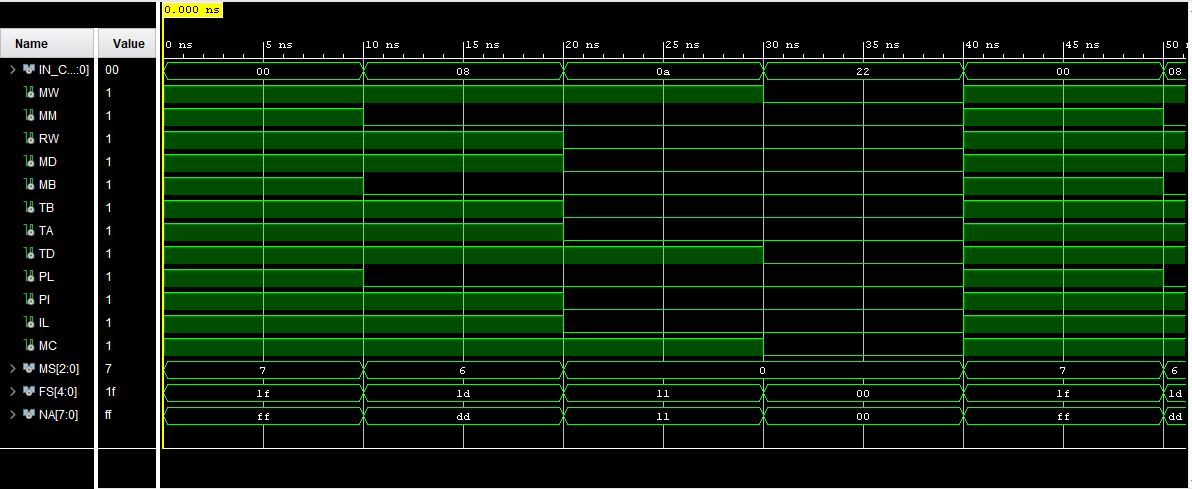 0.000 ns
0 ns 5 ns 10 ns 15 ns 20 ns 25 ns 30 ns 35 ns 40 ns 45 ns 50
Name Value
IN_C...:0] 00 00 08 0a 22 00 08
MW 1
MM 1
RW 1
MD 1
MB 1
TB 1
TA 1
TD 1
PL 1
PI 1
IL 1
MC 1
MS[2:0] 7 7 6 0 7 6
FS[4:0] 1f 1f 1d 11 00 1f 1d
NA[7:0] ff ff dd 11 00 ff dd